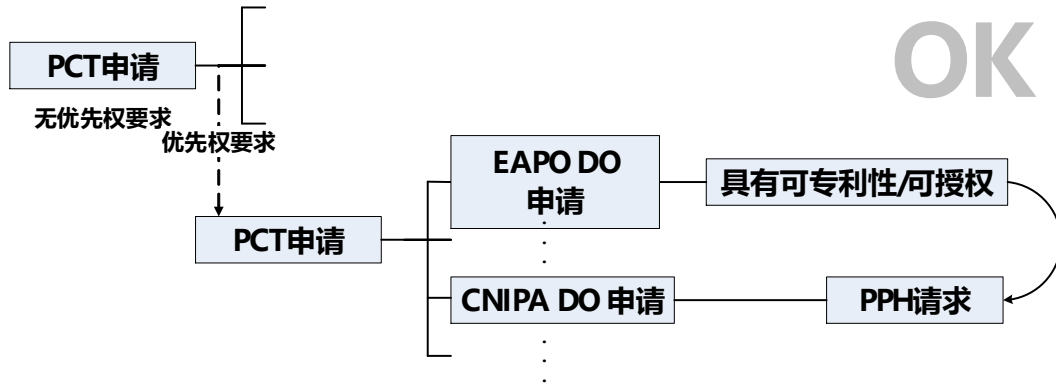 OK
PCT申请
无优先权要求
优先权要求
EAPO DO
申请
具有可专利性/可授权
PCT申请
CNIPA DO 申请
PPH请求